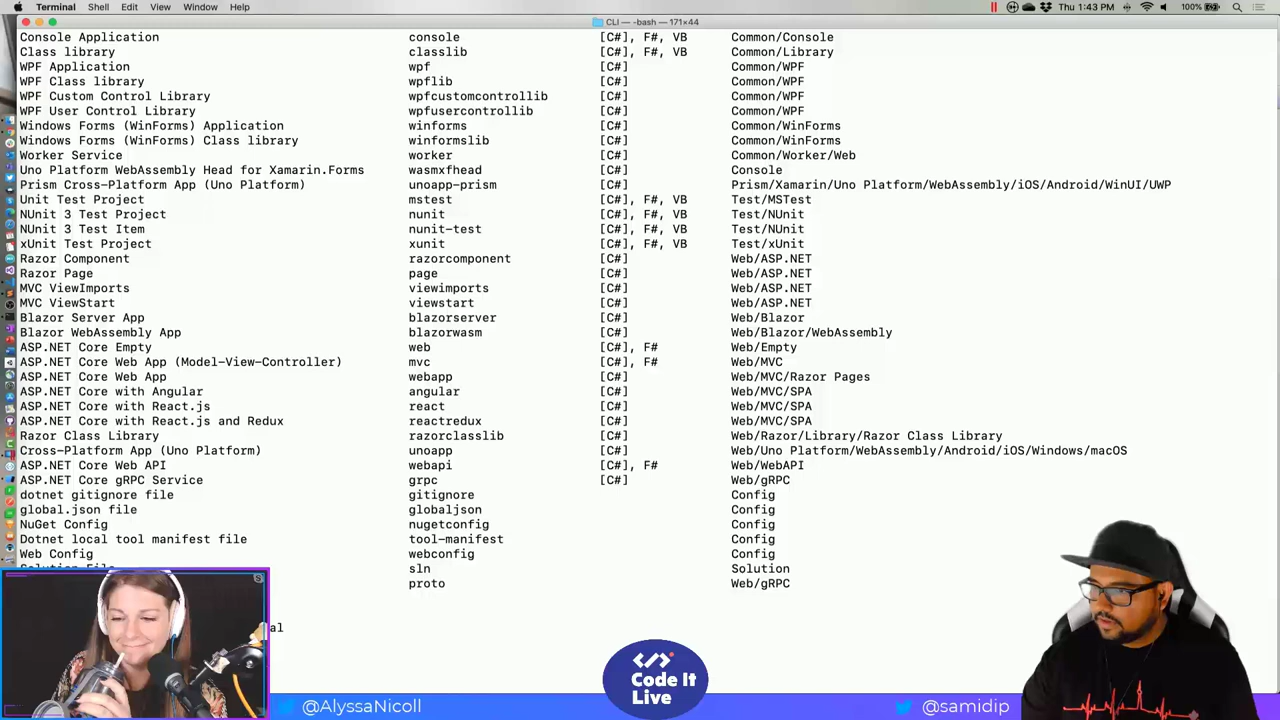 Terminal Shell Edit View Window Help Thu 1:43 PM 100%
CLI — -bash — 171×44
Console Application console [C#], F#, VB Common/Console
Class library classlib [C#], F#, VB Common/Library
WPF Application wpf [C#] Common/WPF
WPF Class library wpflib [C#] Common/WPF
WPF Custom Control Library wpfcustomcontrollib [C#] Common/WPF
WPF User Control Library wpfusercontrollib [C#] Common/WPF
Windows Forms (WinForms) Application winforms [C#] Common/WinForms
Windows Forms (WinForms) Class library winformslib [C#] Common/WinForms
Worker Service worker [C#] Common/Worker/Web
Uno Platform WebAssembly Head for Xamarin.Forms wasmxfhead [C#] Console
Prism Cross-Platform App (Uno Platform) unoapp-prism [C#] Prism/Xamarin/Uno Platform/WebAssembly/iOS/Android/WinUI/UWP
Unit Test Project mstest [C#], F#, VB Test/MSTest
NUnit 3 Test Project nunit [C#], F#, VB Test/NUnit
NUnit 3 Test Item nunit-test [C#], F#, VB Test/NUnit
xUnit Test Project xunit [C#], F#, VB Test/xUnit
Razor Component razorcomponent [C#] Web/ASP.NET
Razor Page page [C#] Web/ASP.NET
MVC ViewImports viewimports [C#] Web/ASP.NET
MVC ViewStart viewstart [C#] Web/ASP.NET
Blazor Server App blazorserver [C#] Web/Blazor
Blazor WebAssembly App blazorwasm [C#] Web/Blazor/WebAssembly
ASP.NET Core Empty web [C#], F# Web/Empty
ASP.NET Core Web App (Model-View-Controller) mvc [C#], F# Web/MVC
ASP.NET Core Web App webapp [C#] Web/MVC/Razor Pages
ASP.NET Core with Angular angular [C#] Web/MVC/SPA
ASP.NET Core with React.js react [C#] Web/MVC/SPA
ASP.NET Core with React.js and Redux reactredux [C#] Web/MVC/SPA
Razor Class Library razorclasslib [C#] Web/Razor/Library/Razor Class Library
Cross-Platform App (Uno Platform) unoapp [C#] Web/Uno Platform/WebAssembly/Android/iOS/Windows/macOS
ASP.NET Core Web API webapi [C#], F# Web/WebAPI
ASP.NET Core gRPC Service grpc [C#] Web/gRPC
dotnet gitignore file gitignore Config
global.json file globaljson Config
NuGet Config nugetconfig Config
Dotnet local tool manifest file tool-manifest Config
Web Config webconfig Config
sln Solution
proto Web/gRPC
al
Code It
Live
@AlyssaNicoll
@samidip